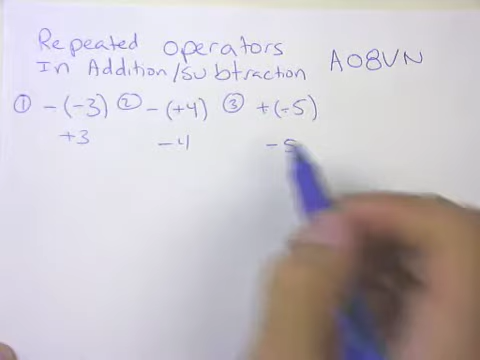 Repeated operators
In Addition/subtraction A08VN
① -(-3) ② -(+4) ③ +(-5)
+3 -4 -5